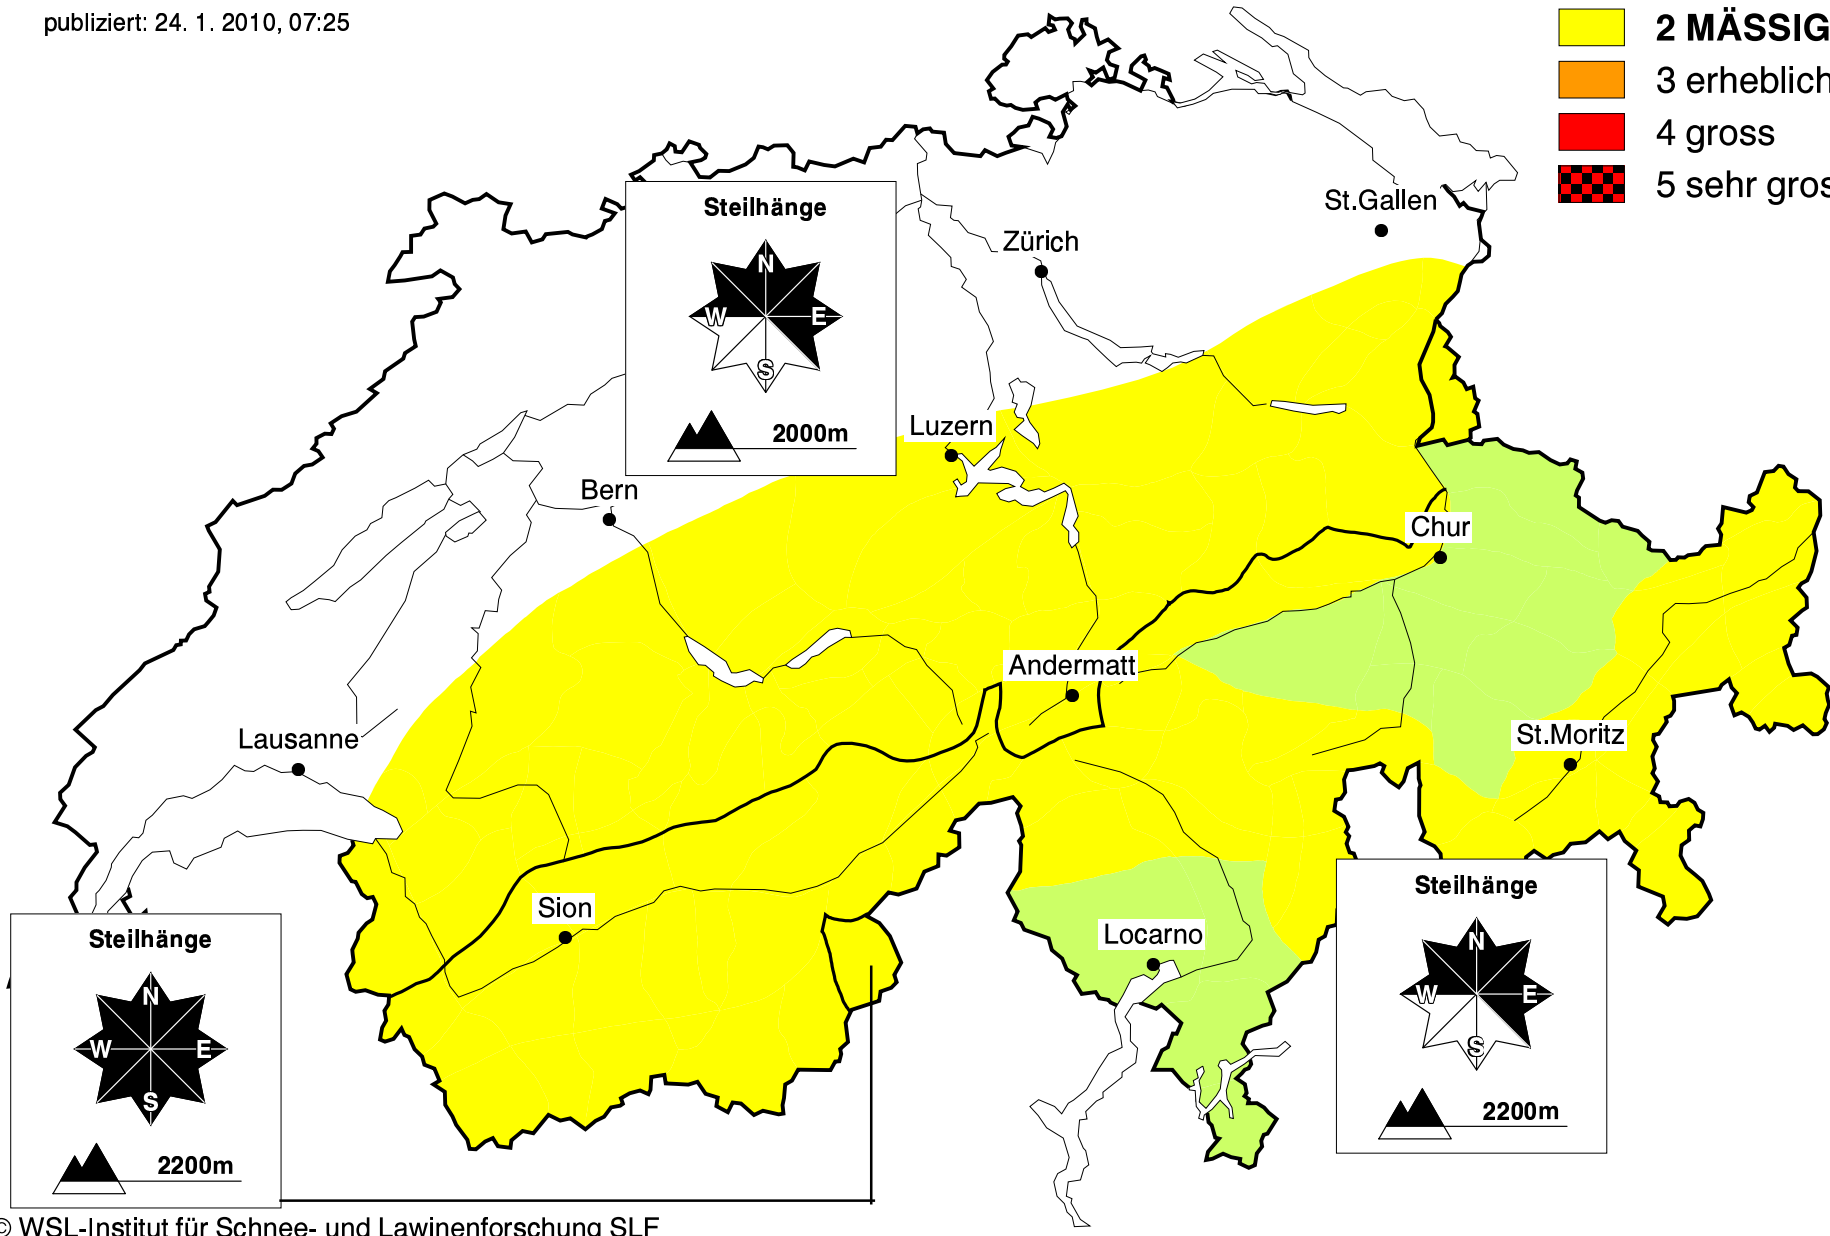 publiziert: 24. 1. 2010, 07:25
2 MÄSSIG
3 erheblich
4 gross
5 sehr gros
St.Gallen
Zürich
Steilhänge
N
W
E
S
2000m
Luzern
Bern
Chur
Andermatt
St.Moritz
Lausanne
Sion
Locarno
Steilhänge
N
W
E
S
2200m
Steilhänge
N
W
E
S
2200m
© WSL-Institut für Schnee- und Lawinenforschung SLF